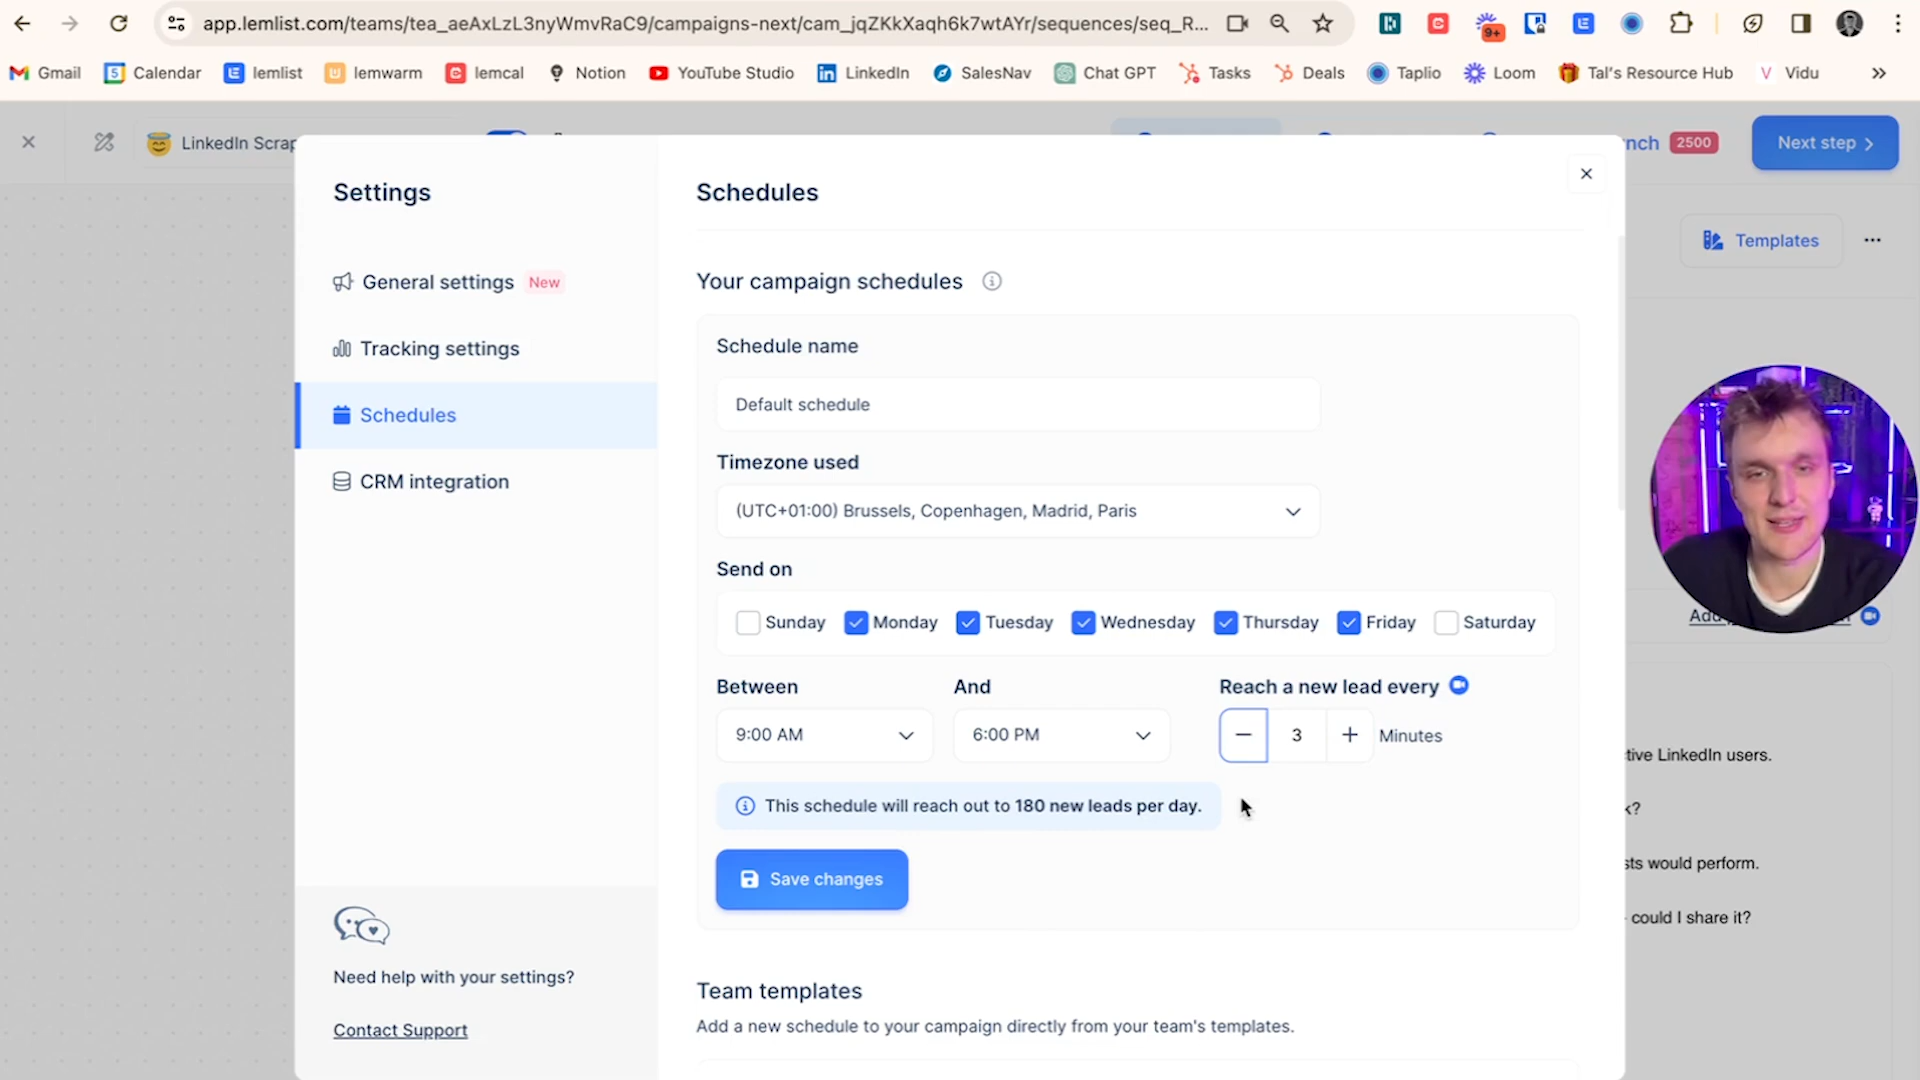 app.lemlist.com/teams/tea_aeAxLzL3nyWmvRaC9/campaigns-next/cam_jqZKkXaqh6k7wtAYr/sequences/seq_R...
9+
Gmail
5 Calendar
lemlist
lemwarm
lemcal
Notion
YouTube Studio
LinkedIn
SalesNav
Chat GPT
Tasks
Deals
Taplio
Loom
Tal's Resource Hub
Vidu
LinkedIn Scrap
nch 2500
Next step
Settings
Schedules
Templates
General settings New
Your campaign schedules
Schedule name
Tracking settings
Default schedule
Schedules
Timezone used
CRM integration
(UTC+01:00) Brussels, Copenhagen, Madrid, Paris
Send on
Sunday Monday Tuesday Wednesday Thursday Friday Saturday
Between And Reach a new lead every
9:00 AM 6:00 PM − 3 + Minutes
tive LinkedIn users.
This schedule will reach out to 180 new leads per day.
k?
sts would perform.
Save changes
could I share it?
Need help with your settings?
Team templates
Contact Support
Add a new schedule to your campaign directly from your team's templates.